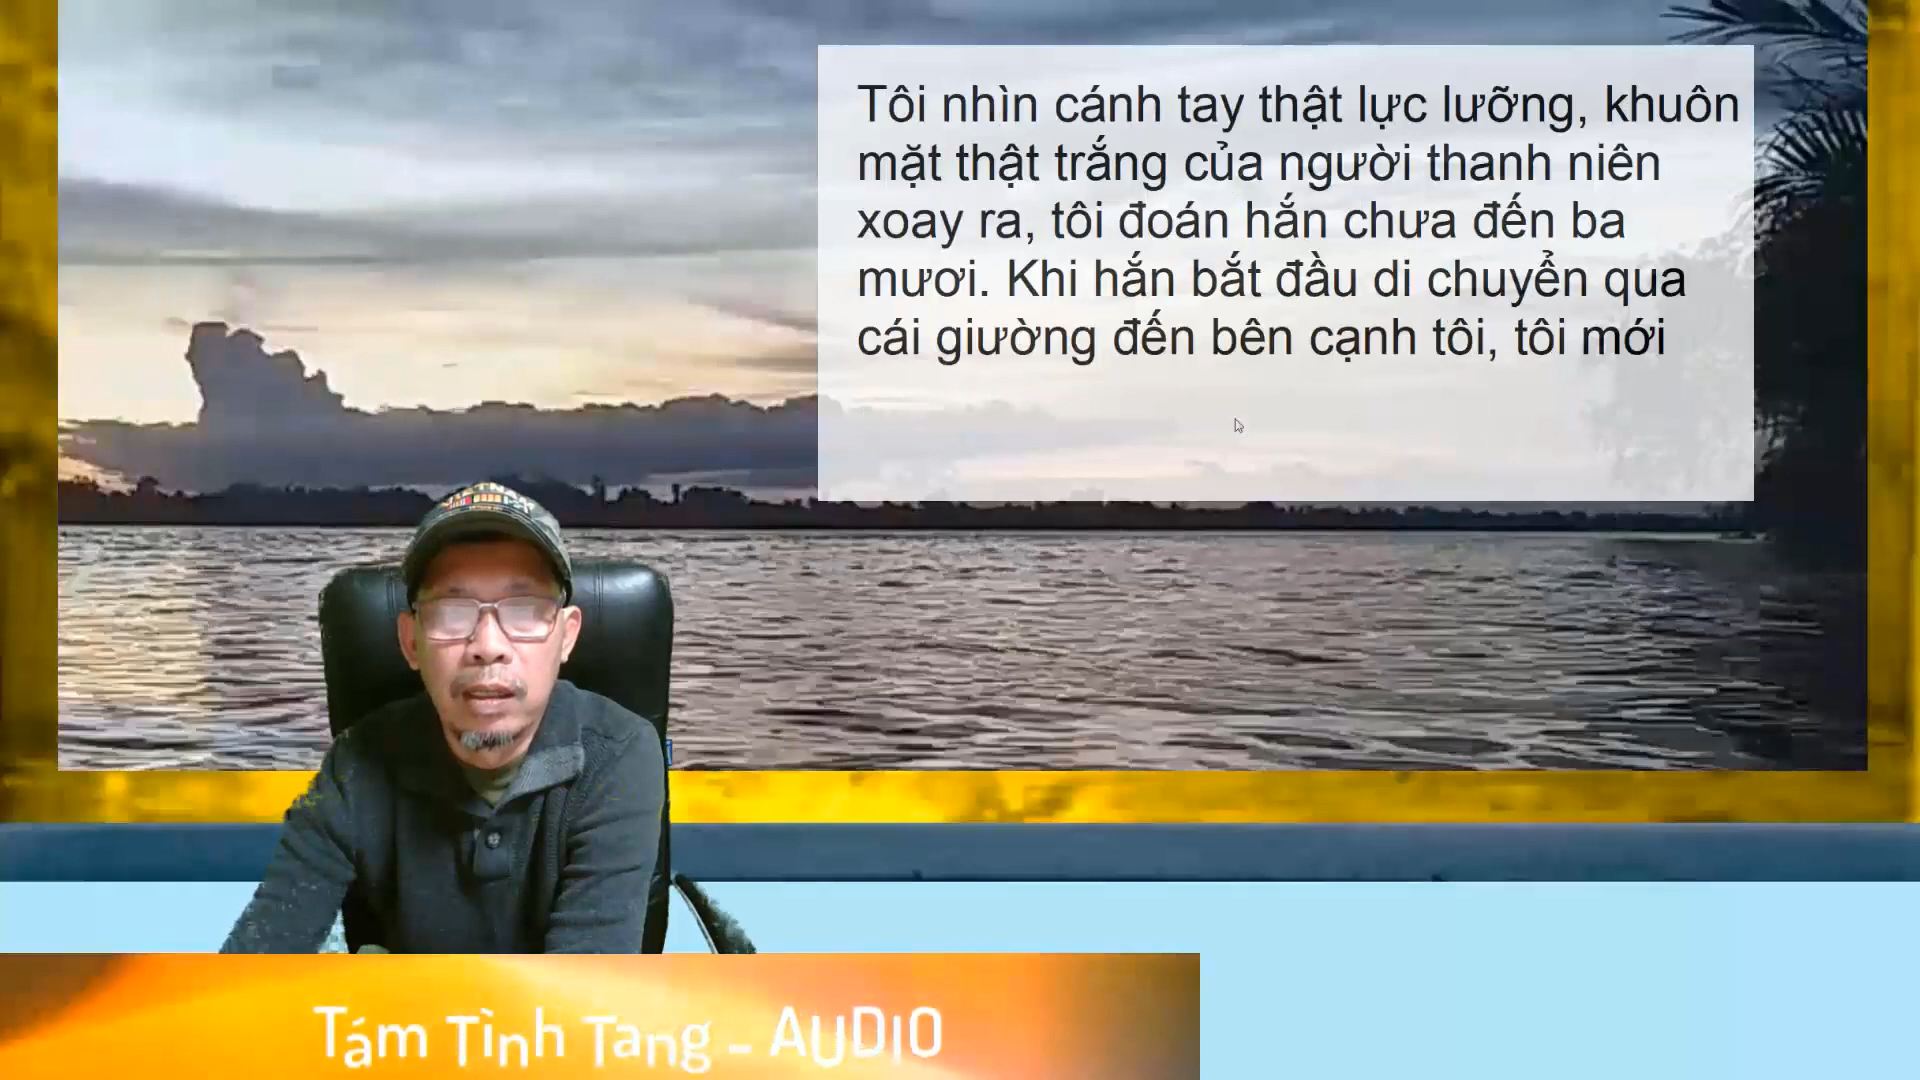 Tôi nhìn cánh tay thật lực lưỡng, khuôn
mặt thật trắng của người thanh niên
xoay ra, tôi đoán hắn chưa đến ba
mươi. Khi hắn bắt đầu di chuyển qua
cái giường đến bên cạnh tôi, tôi mới
Tám Tình Tang - AUDIO